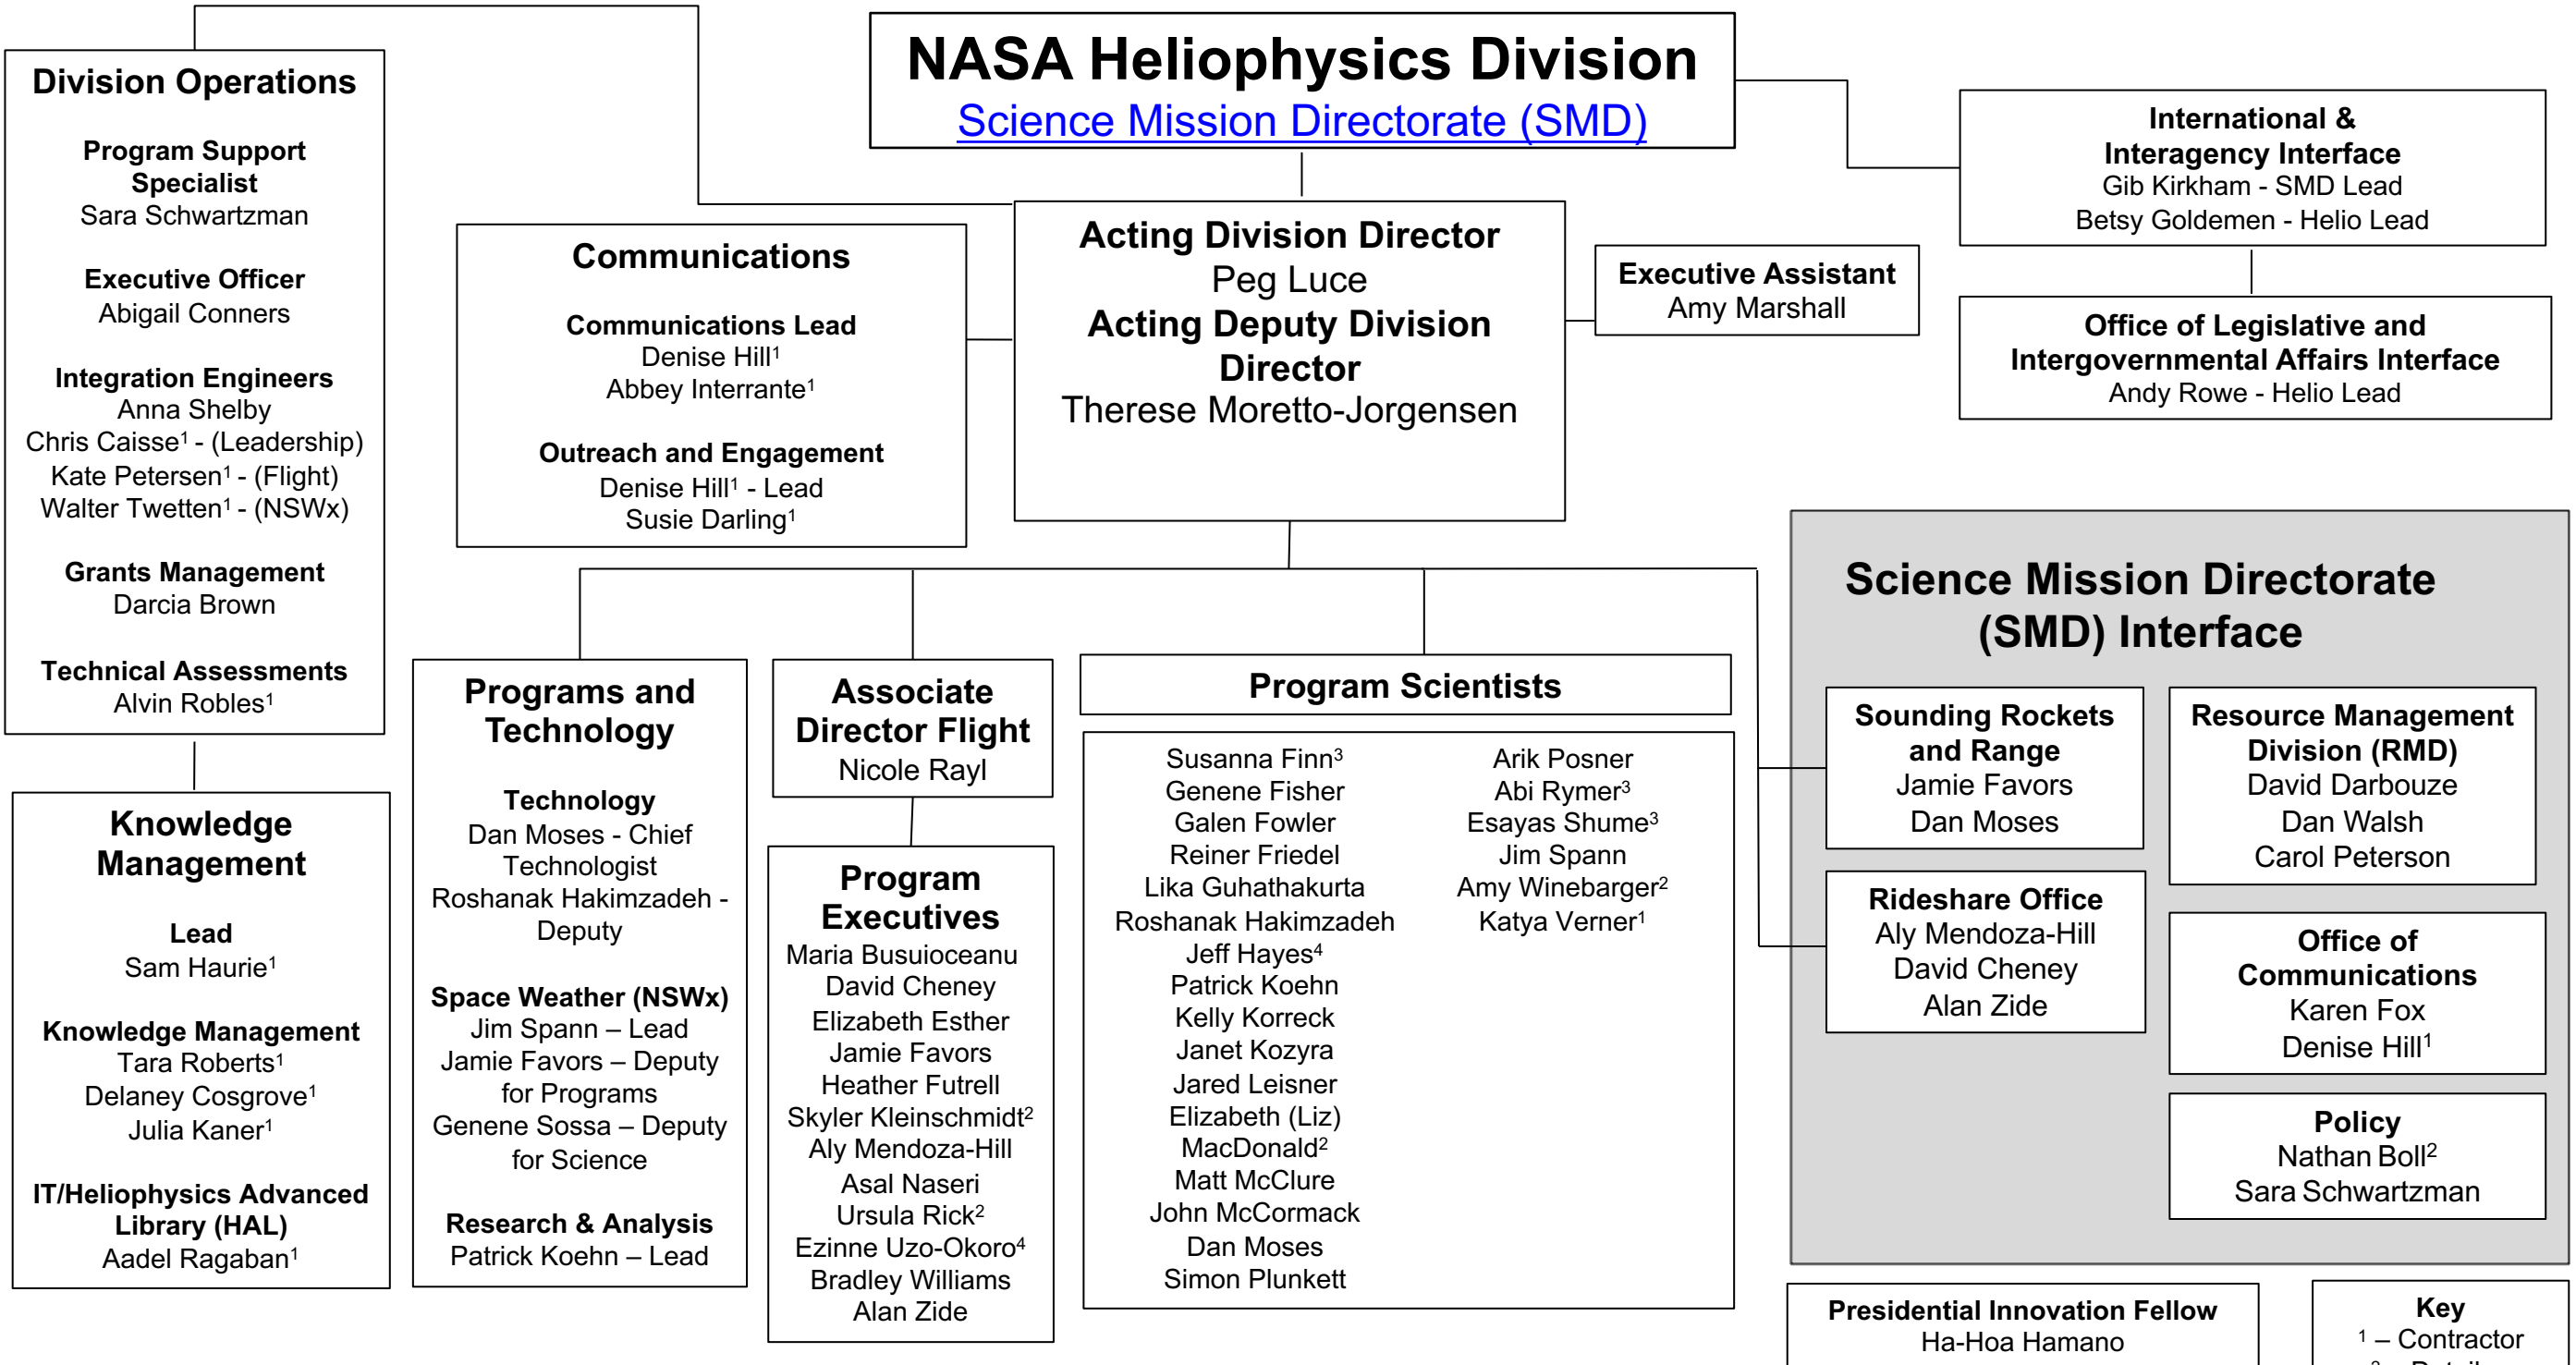 NASA Heliophysics Division
Science Mission Directorate (SMD)
Division Operations
Program Support
Specialist
Sara Schwartzman
Executive Officer
Abigail Conners
Integration Engineers
Anna Shelby
Chris Caisse¹ - (Leadership)
Kate Petersen¹ - (Flight)
Walter Twetten¹ - (NSWx)
Grants Management
Darcia Brown
Technical Assessments
Alvin Robles¹
Knowledge
Management
Lead
Sam Haurie¹
Knowledge Management
Tara Roberts¹
Delaney Cosgrove¹
Julia Kaner¹
IT/Heliophysics Advanced
Library (HAL)
Aadel Ragaban¹
Communications
Communications Lead
Denise Hill¹
Abbey Interrante¹
Outreach and Engagement
Denise Hill¹ - Lead
Susie Darling¹
Acting Division Director
Peg Luce
Acting Deputy Division
Director
Therese Moretto-Jorgensen
Executive Assistant
Amy Marshall
International &
Interagency Interface
Gib Kirkham - SMD Lead
Betsy Goldemen - Helio Lead
Office of Legislative and
Intergovernmental Affairs Interface
Andy Rowe - Helio Lead
Programs and
Technology
Technology
Dan Moses - Chief
Technologist
Roshanak Hakimzadeh -
Deputy
Space Weather (NSWx)
Jim Spann – Lead
Jamie Favors – Deputy
for Programs
Genene Sossa – Deputy
for Science
Research & Analysis
Patrick Koehn – Lead
Associate
Director Flight
Nicole Rayl
Program
Executives
Maria Busuioceanu
David Cheney
Elizabeth Esther
Jamie Favors
Heather Futrell
Skyler Kleinschmidt²
Aly Mendoza-Hill
Asal Naseri
Ursula Rick²
Ezinne Uzo-Okoro⁴
Bradley Williams
Alan Zide
Program Scientists
Susanna Finn³
Genene Fisher
Galen Fowler
Reiner Friedel
Lika Guhathakurta
Roshanak Hakimzadeh
Jeff Hayes⁴
Patrick Koehn
Kelly Korreck
Janet Kozyra
Jared Leisner
Elizabeth (Liz)
MacDonald²
Matt McClure
John McCormack
Dan Moses
Simon Plunkett
Arik Posner
Abi Rymer³
Esayas Shume³
Jim Spann
Amy Winebarger²
Katya Verner¹
Science Mission Directorate
(SMD) Interface
Sounding Rockets
and Range
Jamie Favors
Dan Moses
Rideshare Office
Aly Mendoza-Hill
David Cheney
Alan Zide
Resource Management
Division (RMD)
David Darbouze
Dan Walsh
Carol Peterson
Office of
Communications
Karen Fox
Denise Hill¹
Policy
Nathan Boll²
Sara Schwartzman
Presidential Innovation Fellow
Ha-Hoa Hamano
Key
¹ – Contractor